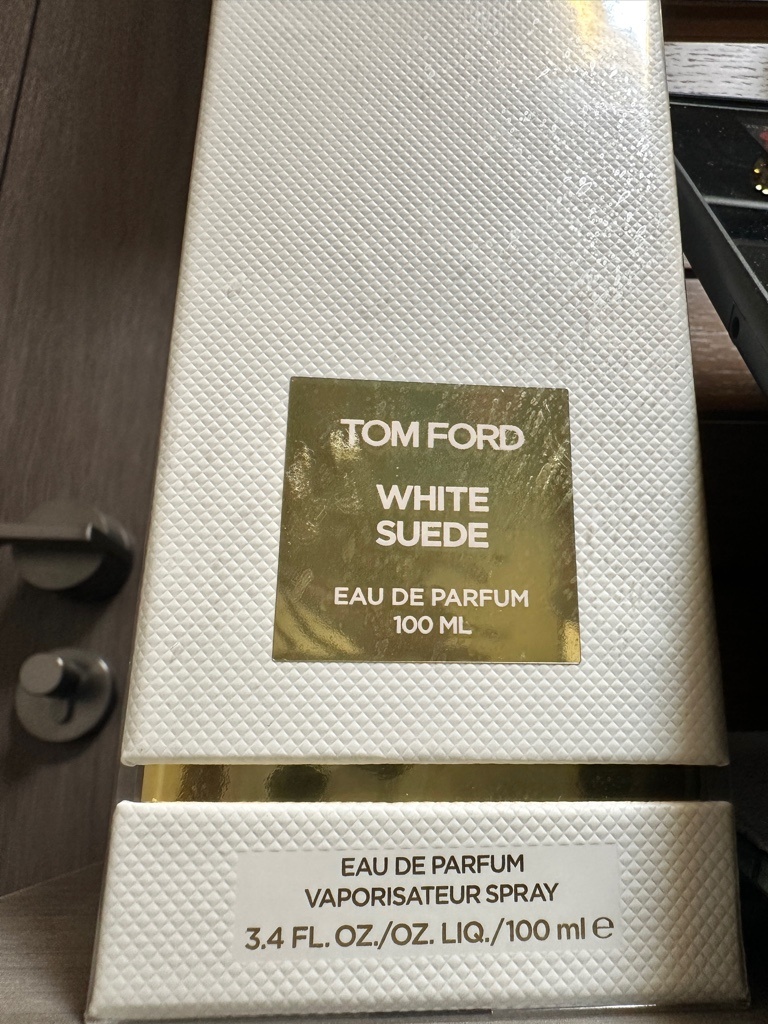 TOM FORD
WHITE
SUEDE
EAU DE PARFUM
100 ML
EAU DE PARFUM
VAPORISATEUR SPRAY
3.4 FL. OZ./OZ. LIQ./100 ml ℮